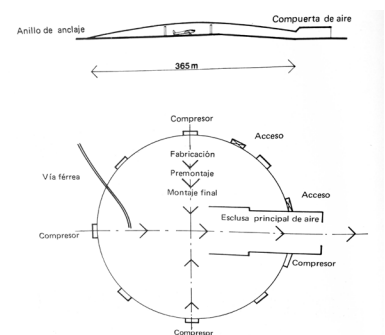 Compuerta de aire
Anillo de anclaje
365 m
Compresor
Acceso
Fabricación
Vía férrea
Premontaje
Montaje final
Acceso
Esclusa principal de aire
Compresor
Compresor
Compresor